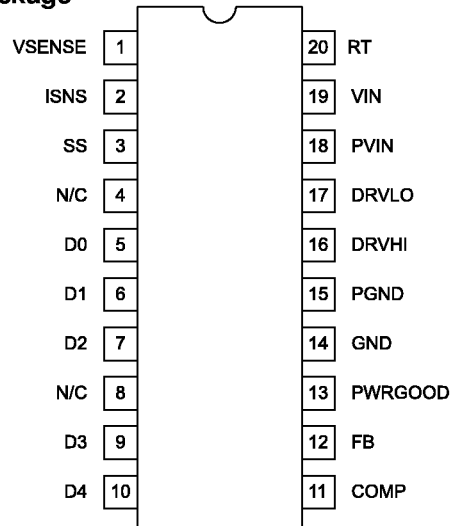 VSENSE 1 20 RT
ISNS 2 19 VIN
SS 3 18 PVIN
N/C 4 17 DRVLO
D0 5 16 DRVHI
D1 6 15 PGND
D2 7 14 GND
N/C 8 13 PWRGOOD
D3 9 12 FB
D4 10 11 COMP